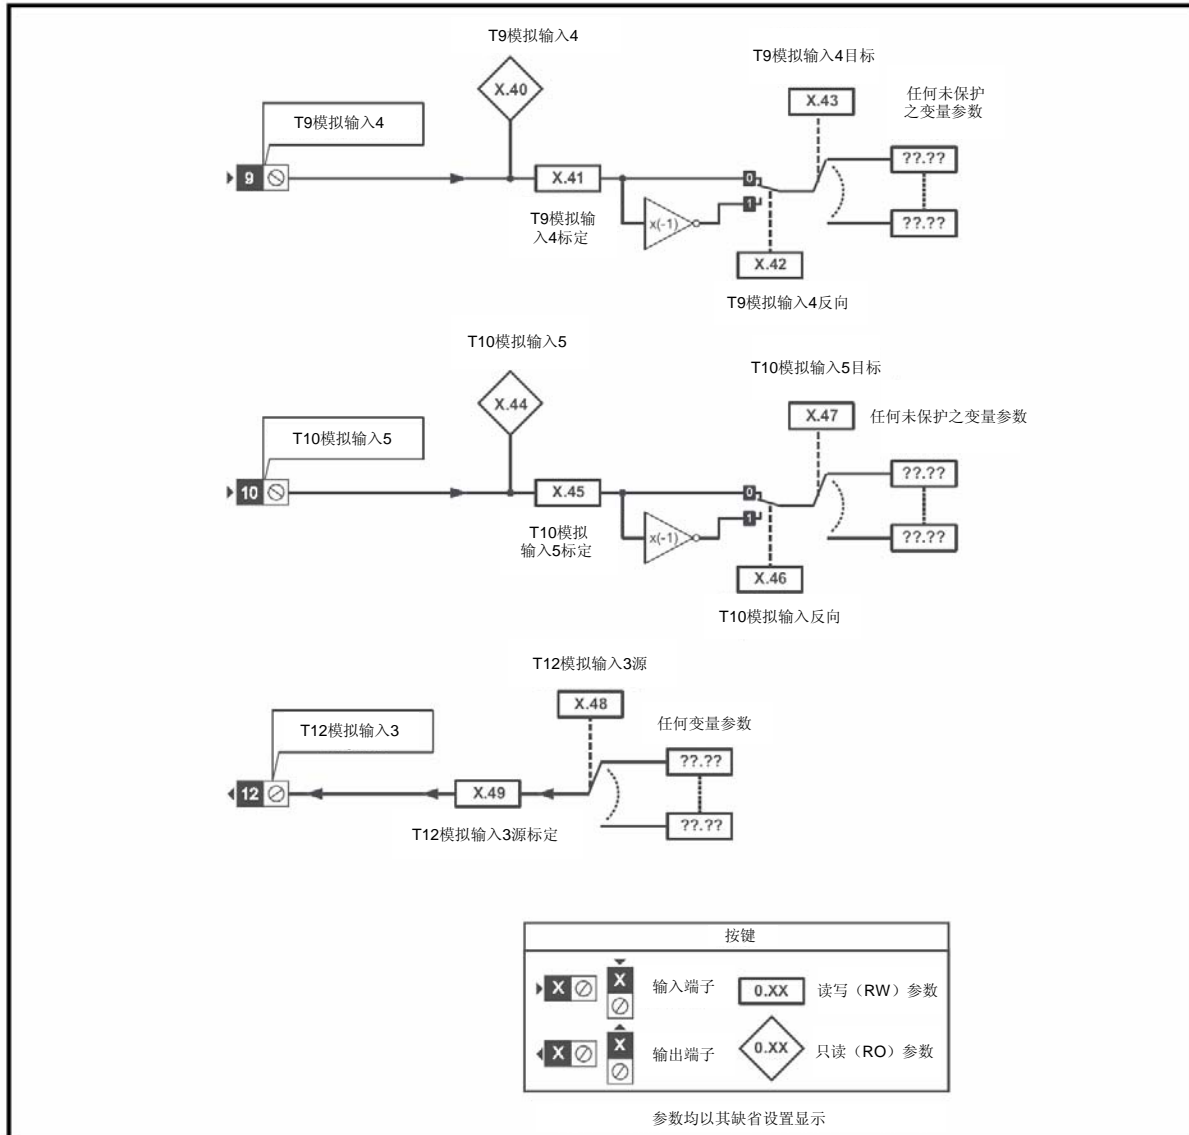 T9模拟输入4
T9模拟输入4目标
X.40
X.43
任何未保护
之变量参数
T9模拟输入4
9
X.41
0
??.??
1
x(-1)
T9模拟输
入4标定
??.??
X.42
T9模拟输入4反向
T10模拟输入5
T10模拟输入5目标
X.44
X.47
任何未保护之变量参数
T10模拟输入5
10
X.45
0
??.??
1
x(-1)
T10模拟
输入5标定
??.??
X.46
T10模拟输入反向
T12模拟输入3源
X.48
任何变量参数
T12模拟输入3
??.??
12
X.49
??.??
T12模拟输入3源标定
按键
X
X
输入端子
0.XX
读写（RW）参数
X
X
输出端子
0.XX
只读（RO）参数
参数均以其缺省设置显示